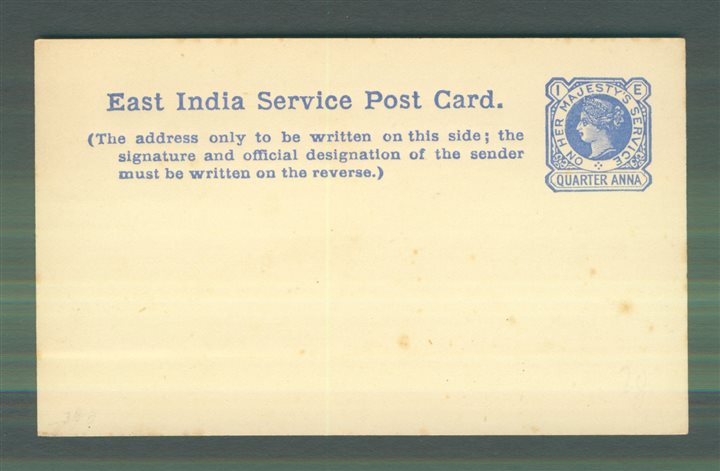 East India Service Post Card.
(The address only to be written on this side; the
signature and official designation of the sender
must be written on the reverse.)
I E
ON HER MAJESTY'S SERVICE
QUARTER ANNA